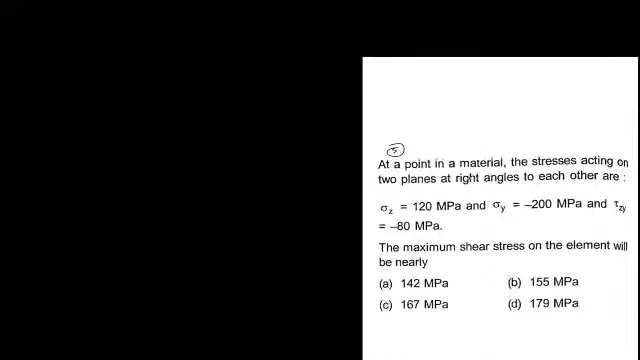 5
At a point in a material, the stresses acting on
two planes at right angles to each other are :
σz = 120 MPa and σy = –200 MPa and τzy
= –80 MPa.
The maximum shear stress on the element will
be nearly
(a) 142 MPa (b) 155 MPa
(c) 167 MPa (d) 179 MPa